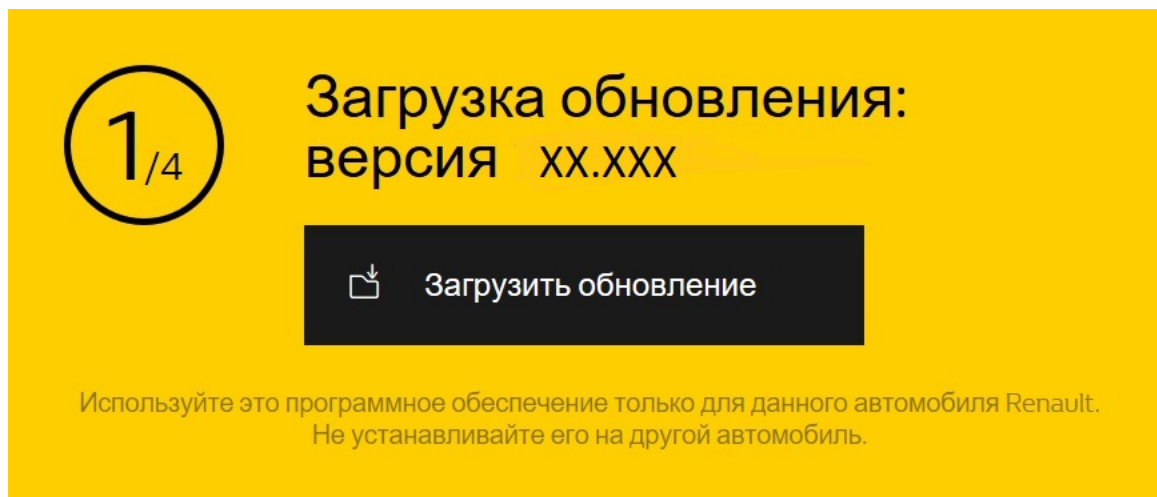 1/4
Загрузка обновления:
версия xx.xxx
Загрузить обновление
Используйте это программное обеспечение только для данного автомобиля Renault.
Не устанавливайте его на другой автомобиль.